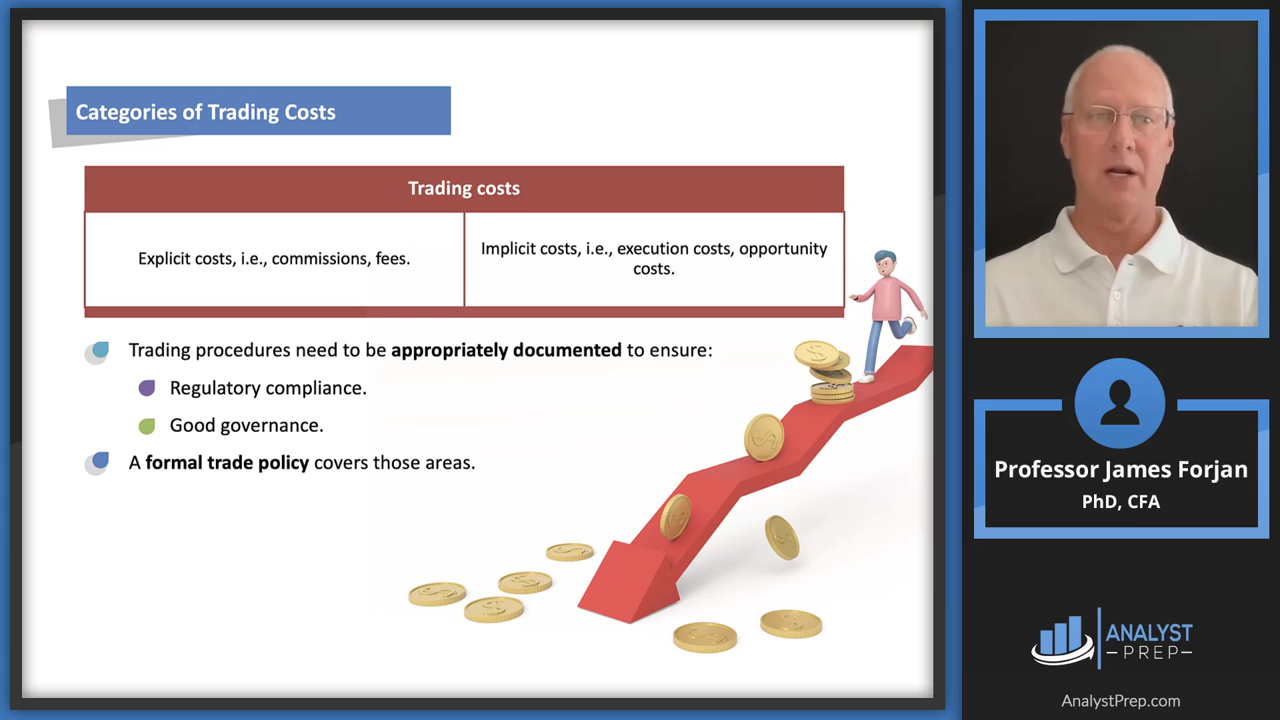 Categories of Trading Costs
Trading costs
Explicit costs, i.e., commissions, fees.
Implicit costs, i.e., execution costs, opportunity
costs.
Trading procedures need to be appropriately documented to ensure:
Regulatory compliance.
Good governance.
A formal trade policy covers those areas.
Professor James Forjan
PhD, CFA
ANALYST
PREP
AnalystPrep.com